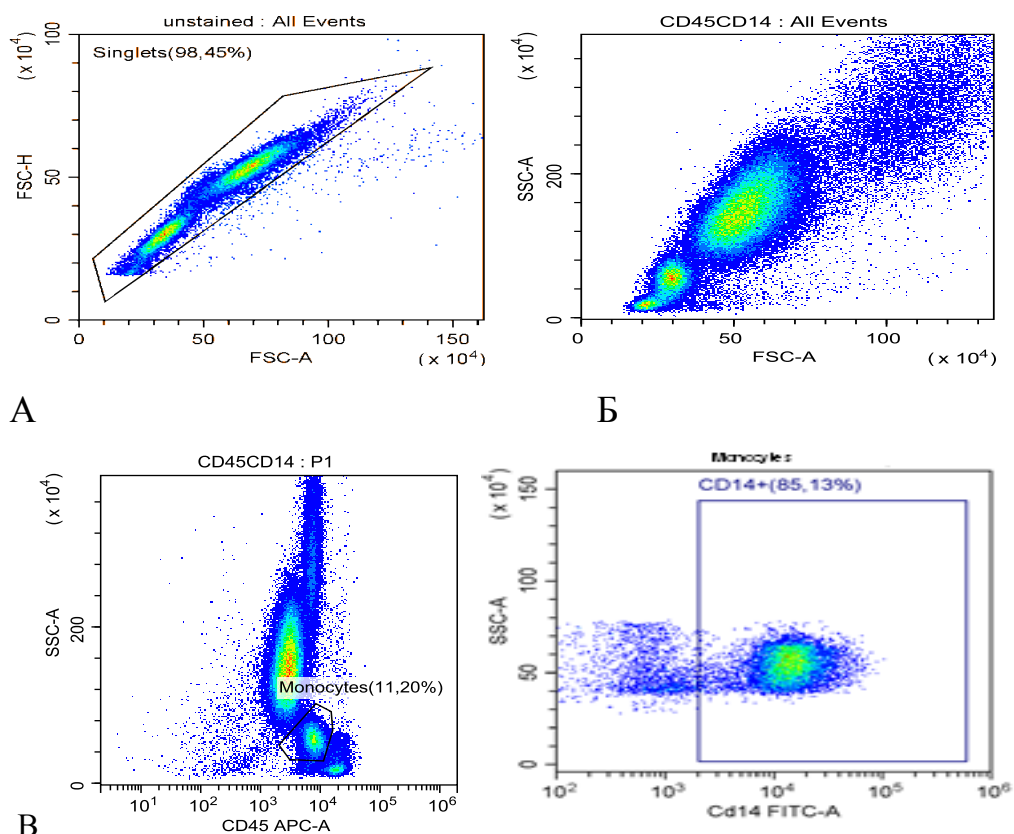 unstained : All Events
CD45CD14 : All Events
(x 10⁴)
100
Singlets(98,45%)
FSC-H
50
0
0
50
100
150
FSC-A
(x 10⁴)
(x 10⁴)
SSC-A
200
0
0
50
100
FSC-A
(x 10⁴)
А
Б
CD45CD14 : P1
(x 10⁴)
SSC-A
200
0
Monocytes(11,20%)
10¹
10²
10³
10⁴
10⁵
10⁶
CD45 APC-A
В
Monocytes
CD14+(85,13%)
(x 10⁴)
150
100
SSC-A
50
0
10²
10³
10⁴
10⁵
10⁶
Cd14 FITC-A